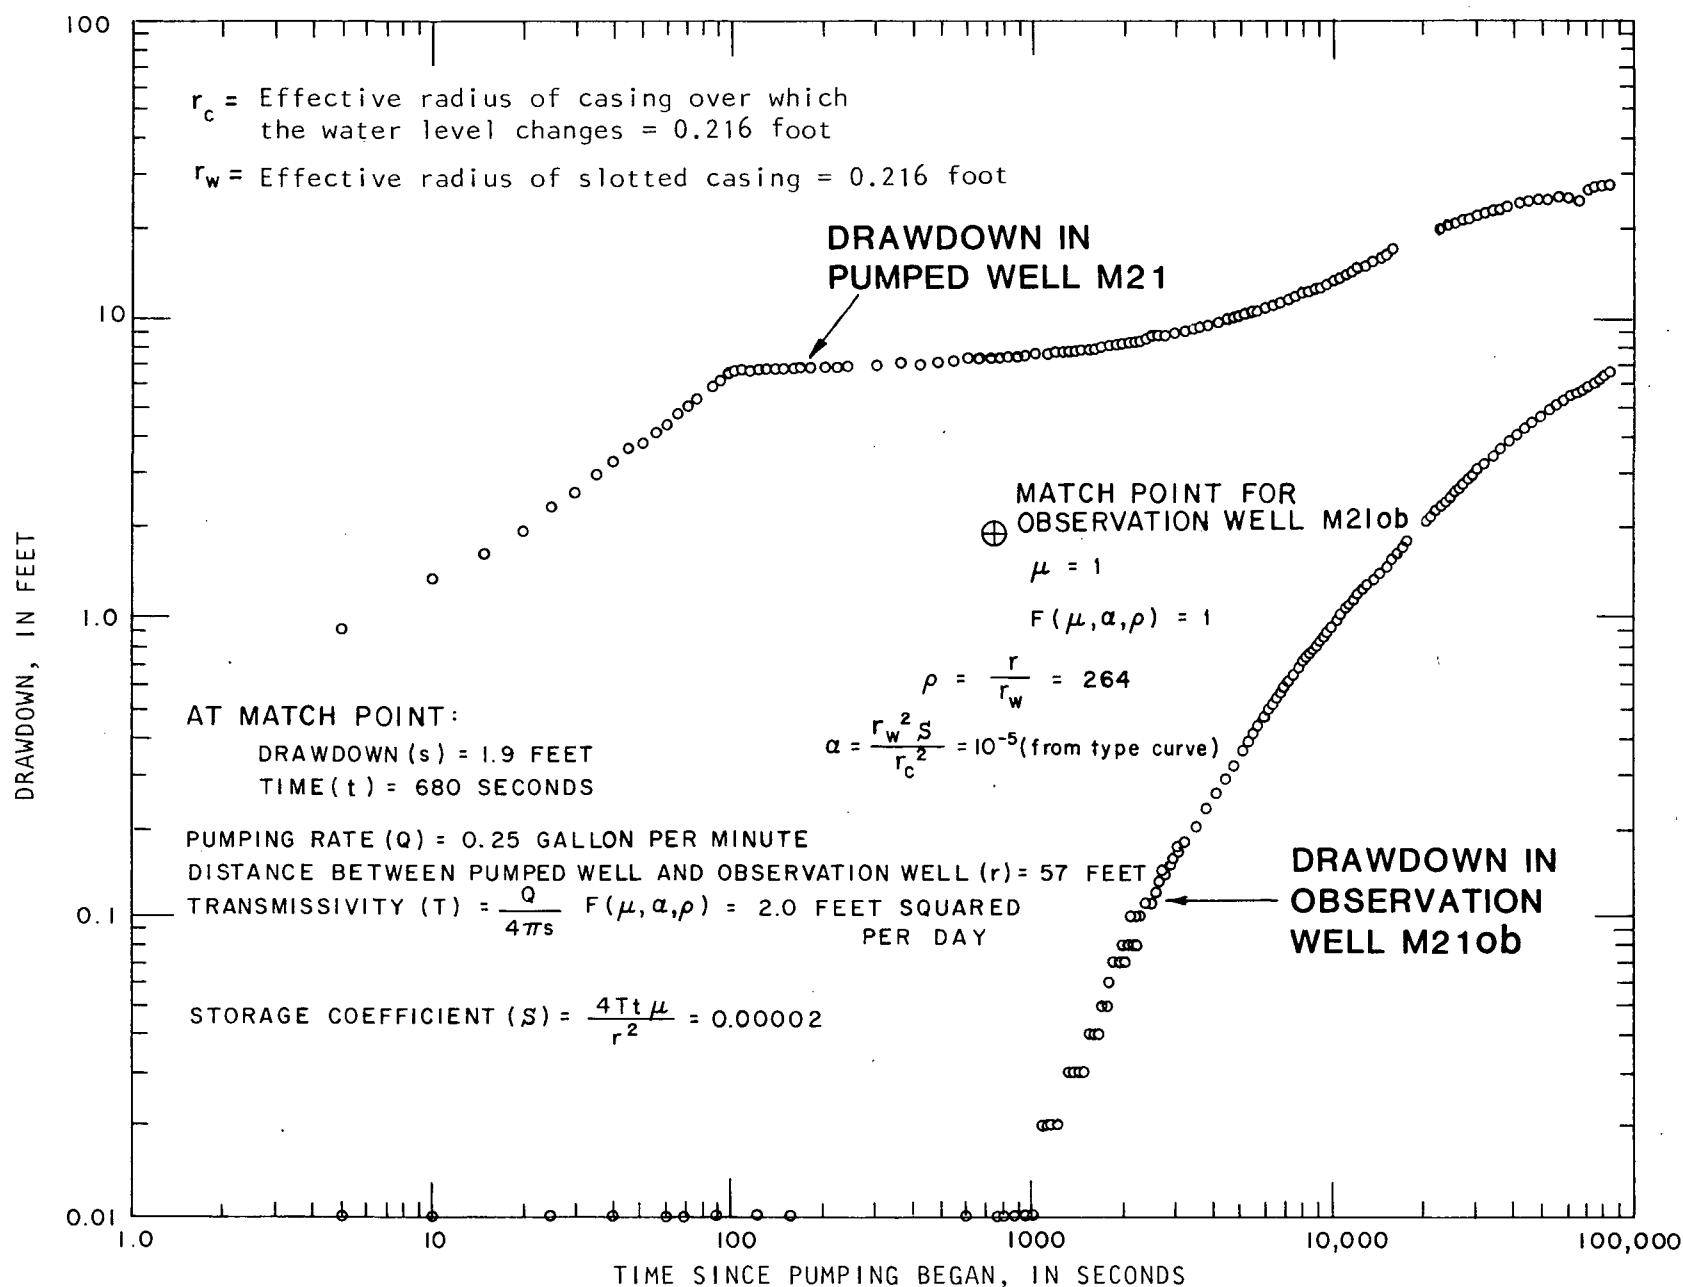 100
10
1.0
0.1
0.01
DRAWDOWN, IN FEET
r_c = Effective radius of casing over which
the water level changes = 0.216 foot
r_w = Effective radius of slotted casing = 0.216 foot
DRAWDOWN IN
PUMPED WELL M21
MATCH POINT FOR
OBSERVATION WELL M21ob
μ = 1
F(μ,α,ρ) = 1
ρ = r/r_w = 264
α = r_w² S/r_c² = 10⁻⁵ (from type curve)
AT MATCH POINT:
DRAWDOWN (s) = 1.9 FEET
TIME (t) = 680 SECONDS
PUMPING RATE (Q) = 0.25 GALLON PER MINUTE
DISTANCE BETWEEN PUMPED WELL AND OBSERVATION WELL (r) = 57 FEET
TRANSMISSIVITY (T) = Q/4πs F(μ,α,ρ) = 2.0 FEET SQUARED
PER DAY
STORAGE COEFFICIENT (S) = 4Ttμ/r² = 0.00002
DRAWDOWN IN
OBSERVATION
WELL M21ob
1.0 10 100 1000 10,000 100,000
TIME SINCE PUMPING BEGAN, IN SECONDS